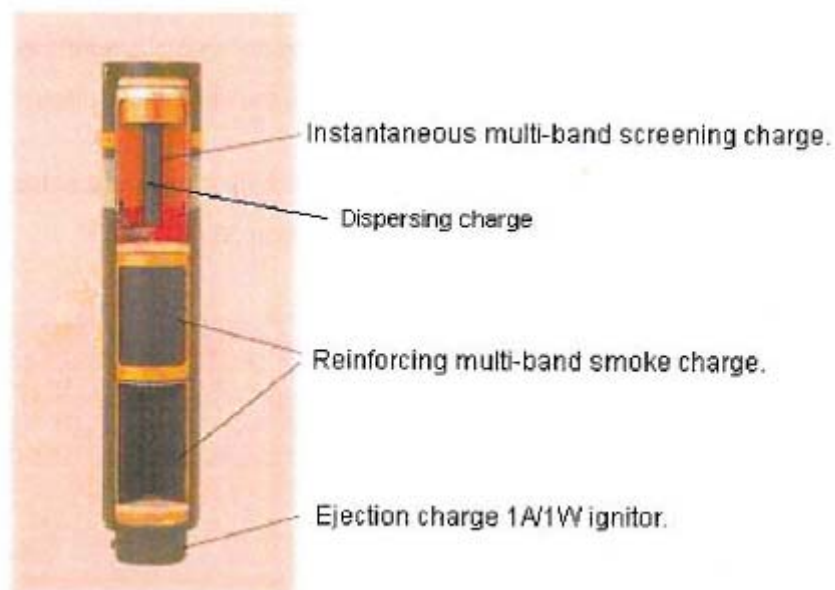 Instantaneous multi-band screening charge.
Dispersing charge
Reinforcing multi-band smoke charge.
Ejection charge 1A/1W ignitor.